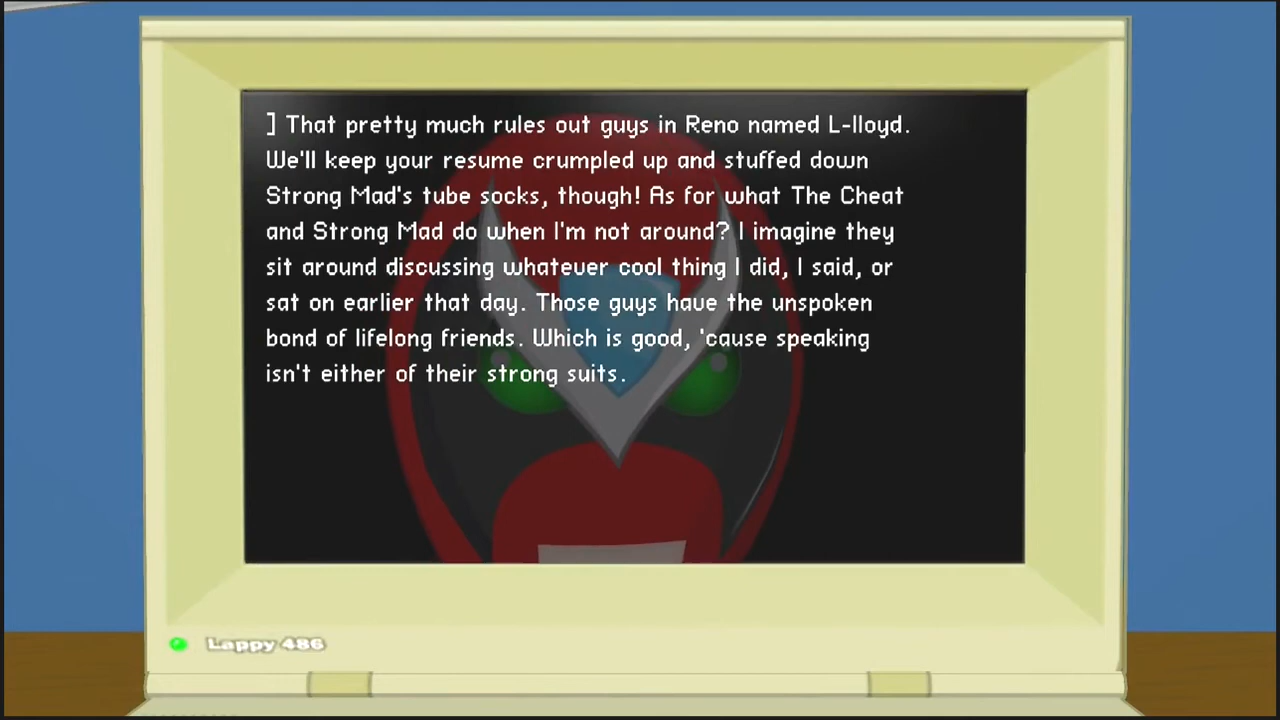 ] That pretty much rules out guys in Reno named L-lloyd.
We'll keep your resume crumpled up and stuffed down
Strong Mad's tube socks, though! As for what The Cheat
and Strong Mad do when I'm not around? I imagine they
sit around discussing whatever cool thing I did, I said, or
sat on earlier that day. Those guys have the unspoken
bond of lifelong friends. Which is good, 'cause speaking
isn't either of their strong suits.
Lappy 486